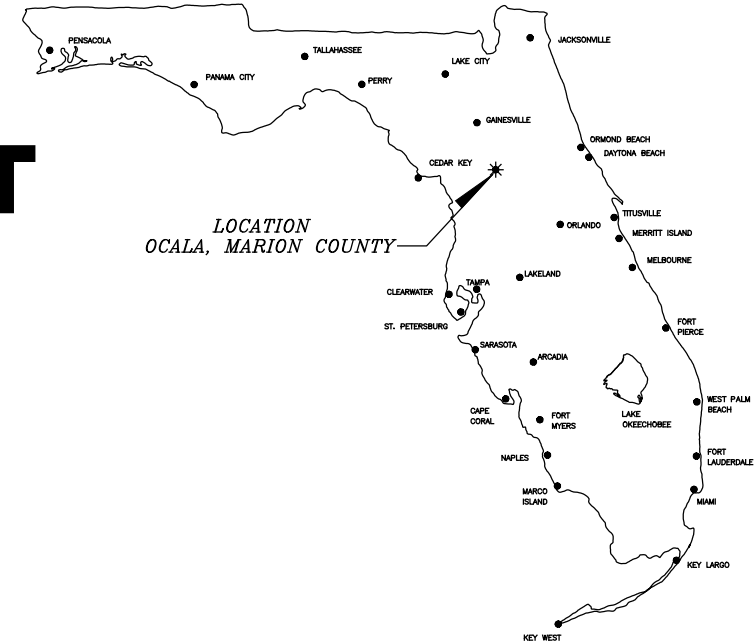 PENSACOLA
TALLAHASSEE
JACKSONVILLE
LAKE CITY
PANAMA CITY
PERRY
GAINESVILLE
ORMOND BEACH
DAYTONA BEACH
CEDAR KEY
TITUSVILLE
LOCATION
OCALA, MARION COUNTY
ORLANDO
MERRITT ISLAND
MELBOURNE
LAKELAND
TAMPA
CLEARWATER
ST. PETERSBURG
FORT
PIERCE
SARASOTA
ARCADIA
WEST PALM
BEACH
CAPE
CORAL
FORT
MYERS
LAKE
OKEECHOBEE
NAPLES
FORT
LAUDERDALE
MARCO
ISLAND
MIAMI
KEY LARGO
KEY WEST